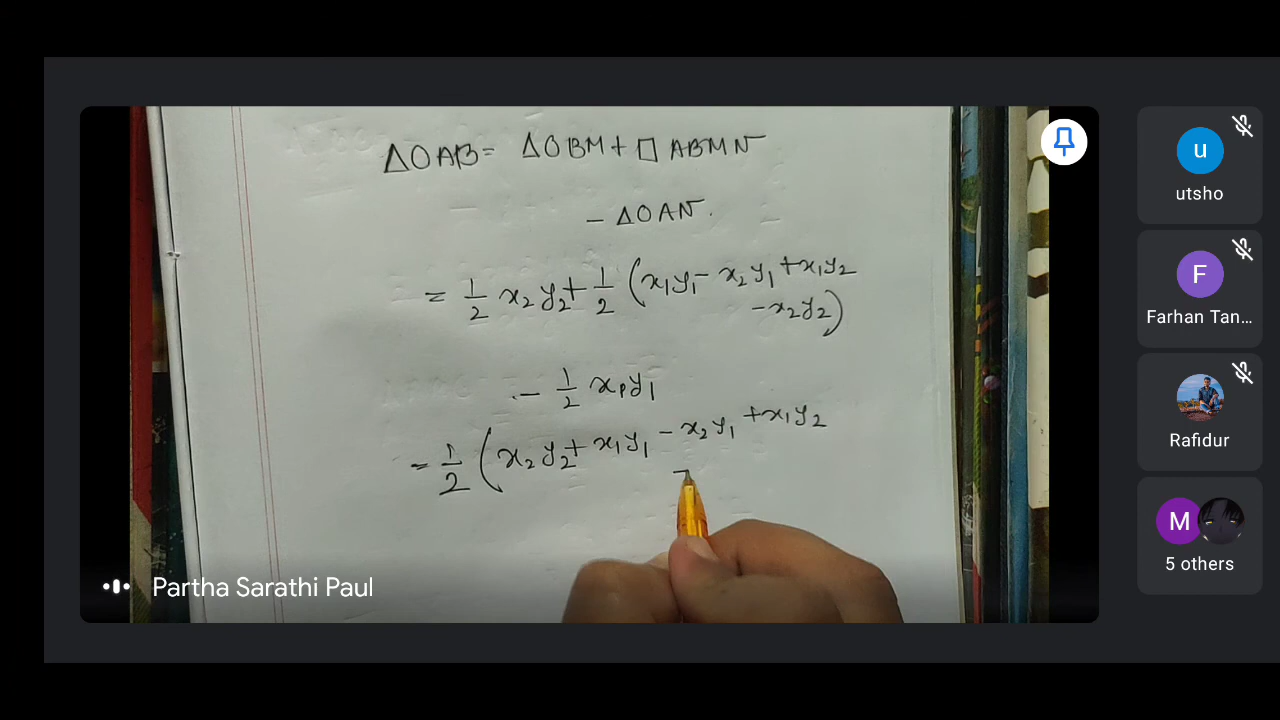 ΔOAB = ΔOBM + □ ABMN
- ΔOAN.
= 1/2 x₂y₂ + 1/2 (x₁y₁ - x₂y₁ + x₁y₂
- x₂y₂)
- 1/2 x₁y₁
= 1/2 (x₂y₂ + x₁y₁ - x₂y₁ + x₁y₂
-
Partha Sarathi Paul
u
utsho
F
Farhan Tan...
Rafidur
M
5 others